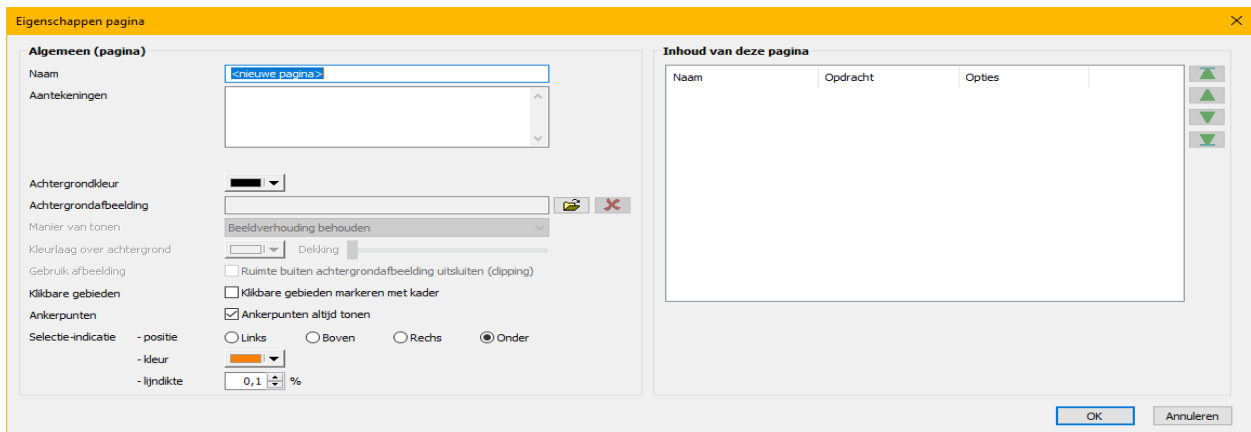 Eigenschappen pagina
Algemeen (pagina)
Naam
<nieuwe pagina>
Aantekeningen
Achtergrondkleur
Achtergrondafbeelding
Manier van tonen
Beeldverhouding behouden
Kleurlaag over achtergrond
Dekking
Gebruik afbeelding
Ruimte buiten achtergrondafbeelding uitsluiten (clipping)
Klikbare gebieden
Klikbare gebieden markeren met kader
Ankerpunten
Ankerpunten altijd tonen
Selectie-indicatie - positie
Links Boven Rechs Onder
- kleur
- lijndikte
0,1 %
Inhoud van deze pagina
Naam Opdracht Opties
OK Annuleren